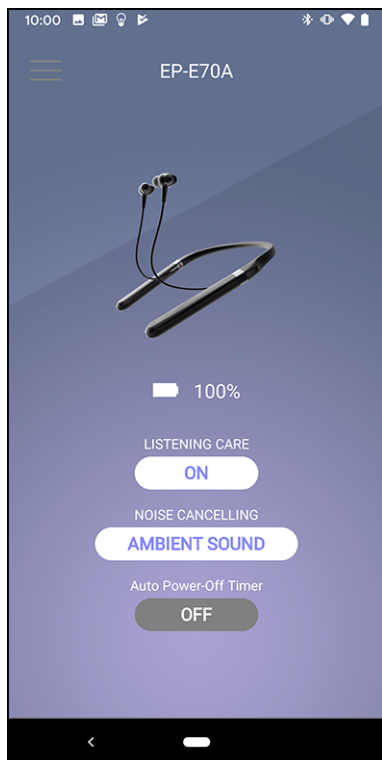 10:00
EP-E70A
100%
LISTENING CARE
ON
NOISE CANCELLING
AMBIENT SOUND
Auto Power-Off Timer
OFF